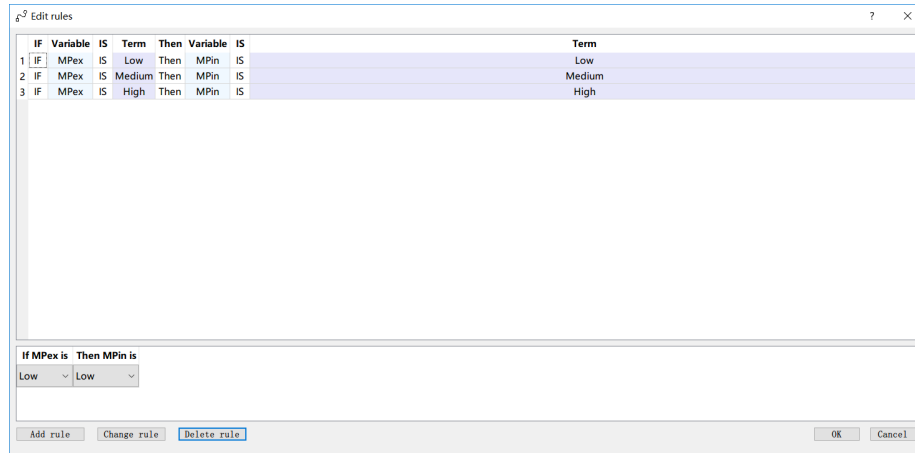 Edit rules ?
IF Variable IS Term Then Variable IS Term
1 IF MPex IS Low Then MPin IS Low
2 IF MPex IS Medium Then MPin IS Medium
3 IF MPex IS High Then MPin IS High
If MPex is Then MPin is
Low Low
Add rule Change rule Delete rule OK Cancel